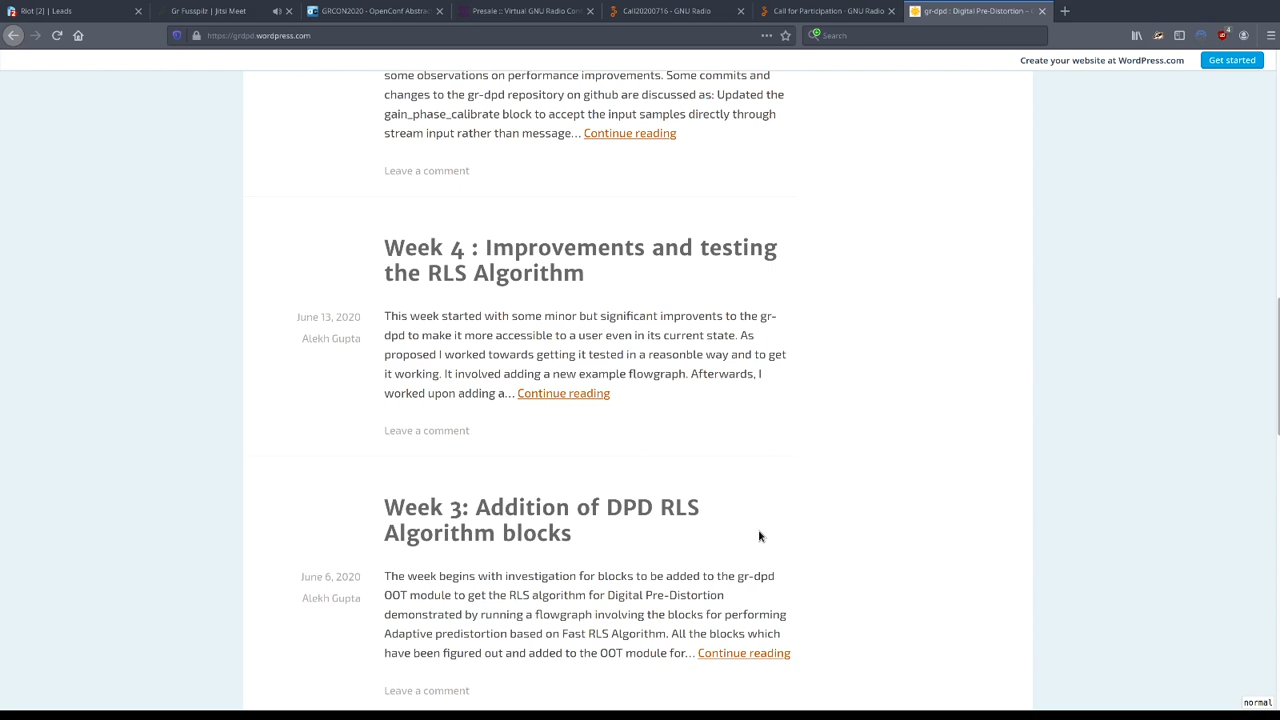 Riot [2] | Leads
Gr Fusspilz | Jitsi Meet
GRCON2020 - OpenConf Abstrac
Presale :: Virtual GNU Radio Con
Call20200716 - GNU Radio
Call for Participation - GNU Radio
gr-dpd : Digital Pre-Distortion –
https://grdpd.wordpress.com
Search
Create your website at WordPress.com
Get started
some observations on performance improvements. Some commits and
changes to the gr-dpd repository on github are discussed as: Updated the
gain_phase_calibrate block to accept the input samples directly through
stream input rather than message… Continue reading
Leave a comment
Week 4 : Improvements and testing
the RLS Algorithm
June 13, 2020
Alekh Gupta
This week started with some minor but significant improvents to the gr-
dpd to make it more accessible to a user even in its current state. As
proposed I worked towards getting it tested in a reasonble way and to get
it working. It involved adding a new example flowgraph. Afterwards, I
worked upon adding a… Continue reading
Leave a comment
Week 3: Addition of DPD RLS
Algorithm blocks
June 6, 2020
Alekh Gupta
The week begins with investigation for blocks to be added to the gr-dpd
OOT module to get the RLS algorithm for Digital Pre-Distortion
demonstrated by running a flowgraph involving the blocks for performing
Adaptive predistortion based on Fast RLS Algorithm. All the blocks which
have been figured out and added to the OOT module for… Continue reading
Leave a comment
normal